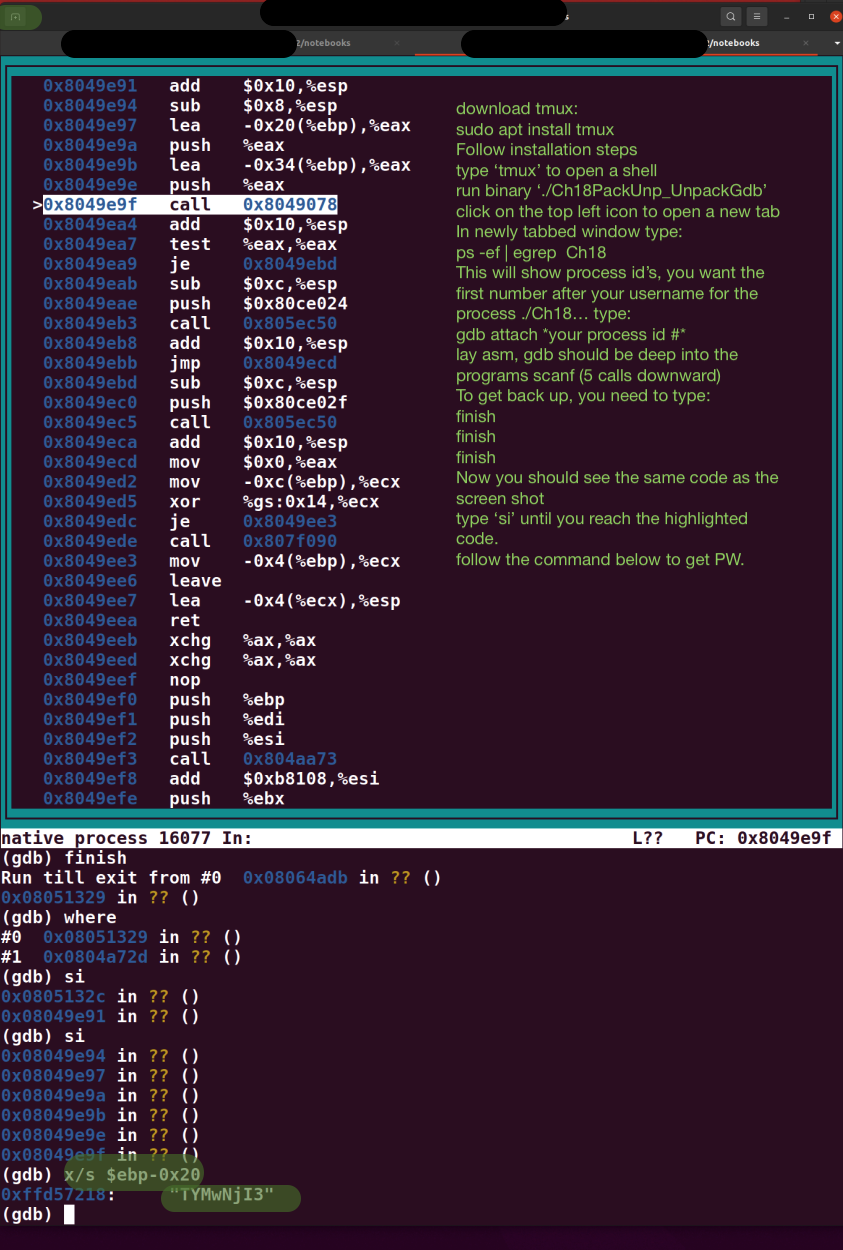 s
2/notebooks
2/notebooks
0x8049e91 add $0x10,%esp
0x8049e94 sub $0x8,%esp
0x8049e97 lea -0x20(%ebp),%eax
0x8049e9a push %eax
0x8049e9b lea -0x34(%ebp),%eax
0x8049e9e push %eax
>0x8049e9f call 0x8049078
0x8049ea4 add $0x10,%esp
0x8049ea7 test %eax,%eax
0x8049ea9 je 0x8049ebd
0x8049eab sub $0xc,%esp
0x8049eae push $0x80ce024
0x8049eb3 call 0x805ec50
0x8049eb8 add $0x10,%esp
0x8049ebb jmp 0x8049ecd
0x8049ebd sub $0xc,%esp
0x8049ec0 push $0x80ce02f
0x8049ec5 call 0x805ec50
0x8049eca add $0x10,%esp
0x8049ecd mov $0x0,%eax
0x8049ed2 mov -0xc(%ebp),%ecx
0x8049ed5 xor %gs:0x14,%ecx
0x8049edc je 0x8049ee3
0x8049ede call 0x807f090
0x8049ee3 mov -0x4(%ebp),%ecx
0x8049ee6 leave
0x8049ee7 lea -0x4(%ecx),%esp
0x8049eea ret
0x8049eeb xchg %ax,%ax
0x8049eed xchg %ax,%ax
0x8049eef nop
0x8049ef0 push %ebp
0x8049ef1 push %edi
0x8049ef2 push %esi
0x8049ef3 call 0x804aa73
0x8049ef8 add $0xb8108,%esi
0x8049efe push %ebx
download tmux:
sudo apt install tmux
Follow installation steps
type ‘tmux’ to open a shell
run binary ‘./Ch18PackUnp_UnpackGdb’
click on the top left icon to open a new tab
In newly tabbed window type:
ps -ef | egrep Ch18
This will show process id’s, you want the
first number after your username for the
process ./Ch18… type:
gdb attach *your process id #*
lay asm, gdb should be deep into the
programs scanf (5 calls downward)
To get back up, you need to type:
finish
finish
finish
Now you should see the same code as the
screen shot
type ‘si’ until you reach the highlighted
code.
follow the command below to get PW.
native process 16077 In: L?? PC: 0x8049e9f
(gdb) finish
Run till exit from #0 0x08064adb in ?? ()
0x08051329 in ?? ()
(gdb) where
#0 0x08051329 in ?? ()
#1 0x0804a72d in ?? ()
(gdb) si
0x0805132c in ?? ()
0x08049e91 in ?? ()
(gdb) si
0x08049e94 in ?? ()
0x08049e97 in ?? ()
0x08049e9a in ?? ()
0x08049e9b in ?? ()
0x08049e9e in ?? ()
0x08049e9f in ?? ()
(gdb) x/s $ebp-0x20
0xffd57218: "TYMwNjI3"
(gdb)